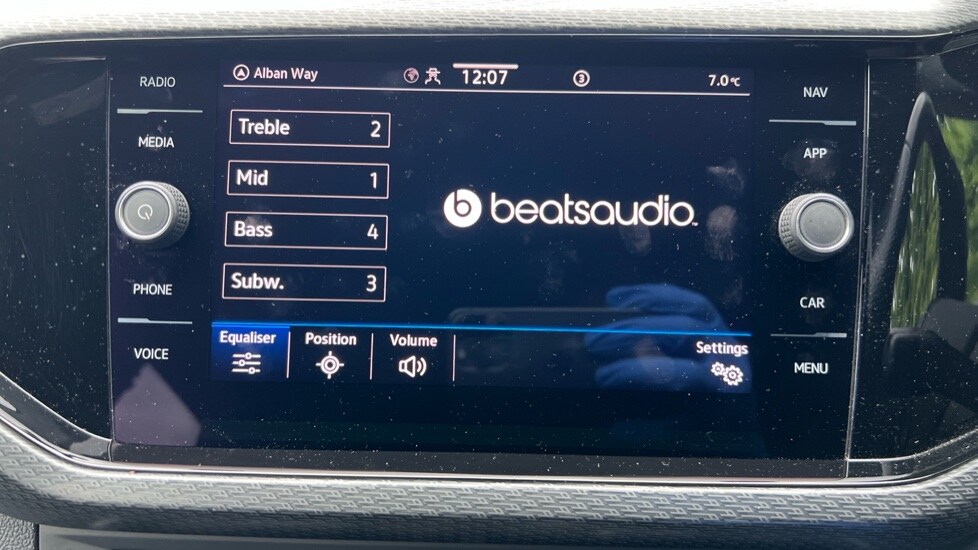 RADIO
MEDIA
PHONE
VOICE
Alban Way
12:07
3
7.0°C
Treble 2
Mid 1
Bass 4
Subw. 3
b beatsaudio™
Equaliser Position Volume
Settings
NAV
APP
CAR
MENU